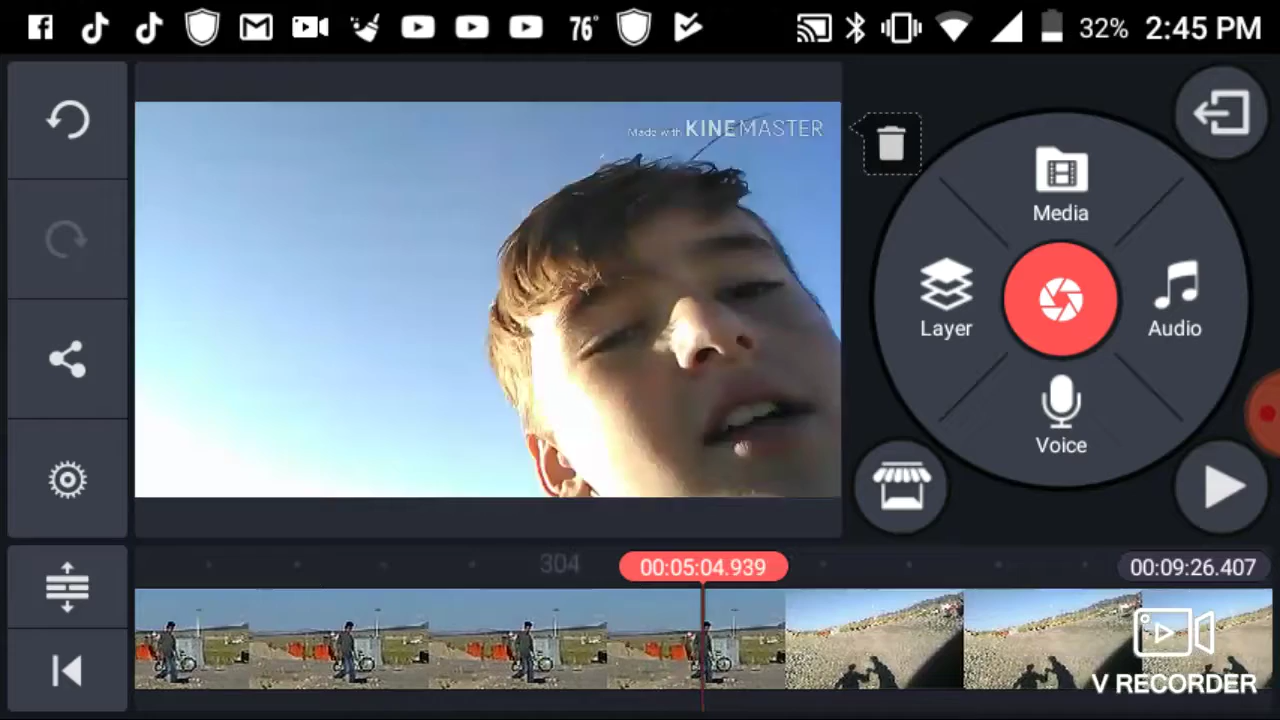 76°
32% 2:45 PM
Made with KINEMASTER
Media
Layer
Audio
Voice
304
00:05:04.939
00:09:26.407
V RECORDER